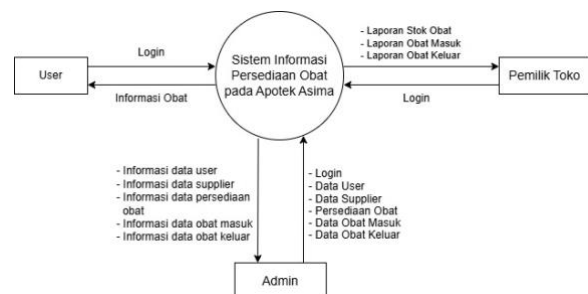 Login
User
Informasi Obat
Sistem Informasi
Persediaan Obat
pada Apotek Asima
- Laporan Stok Obat
- Laporan Obat Masuk
- Laporan Obat Keluar
Pemilik Toko
Login
- Informasi data user
- Informasi data supplier
- Informasi data persediaan
obat
- Informasi data obat masuk
- Informasi data obat keluar
- Login
- Data User
- Data Supplier
- Persediaan Obat
- Data Obat Masuk
- Data Obat Keluar
Admin